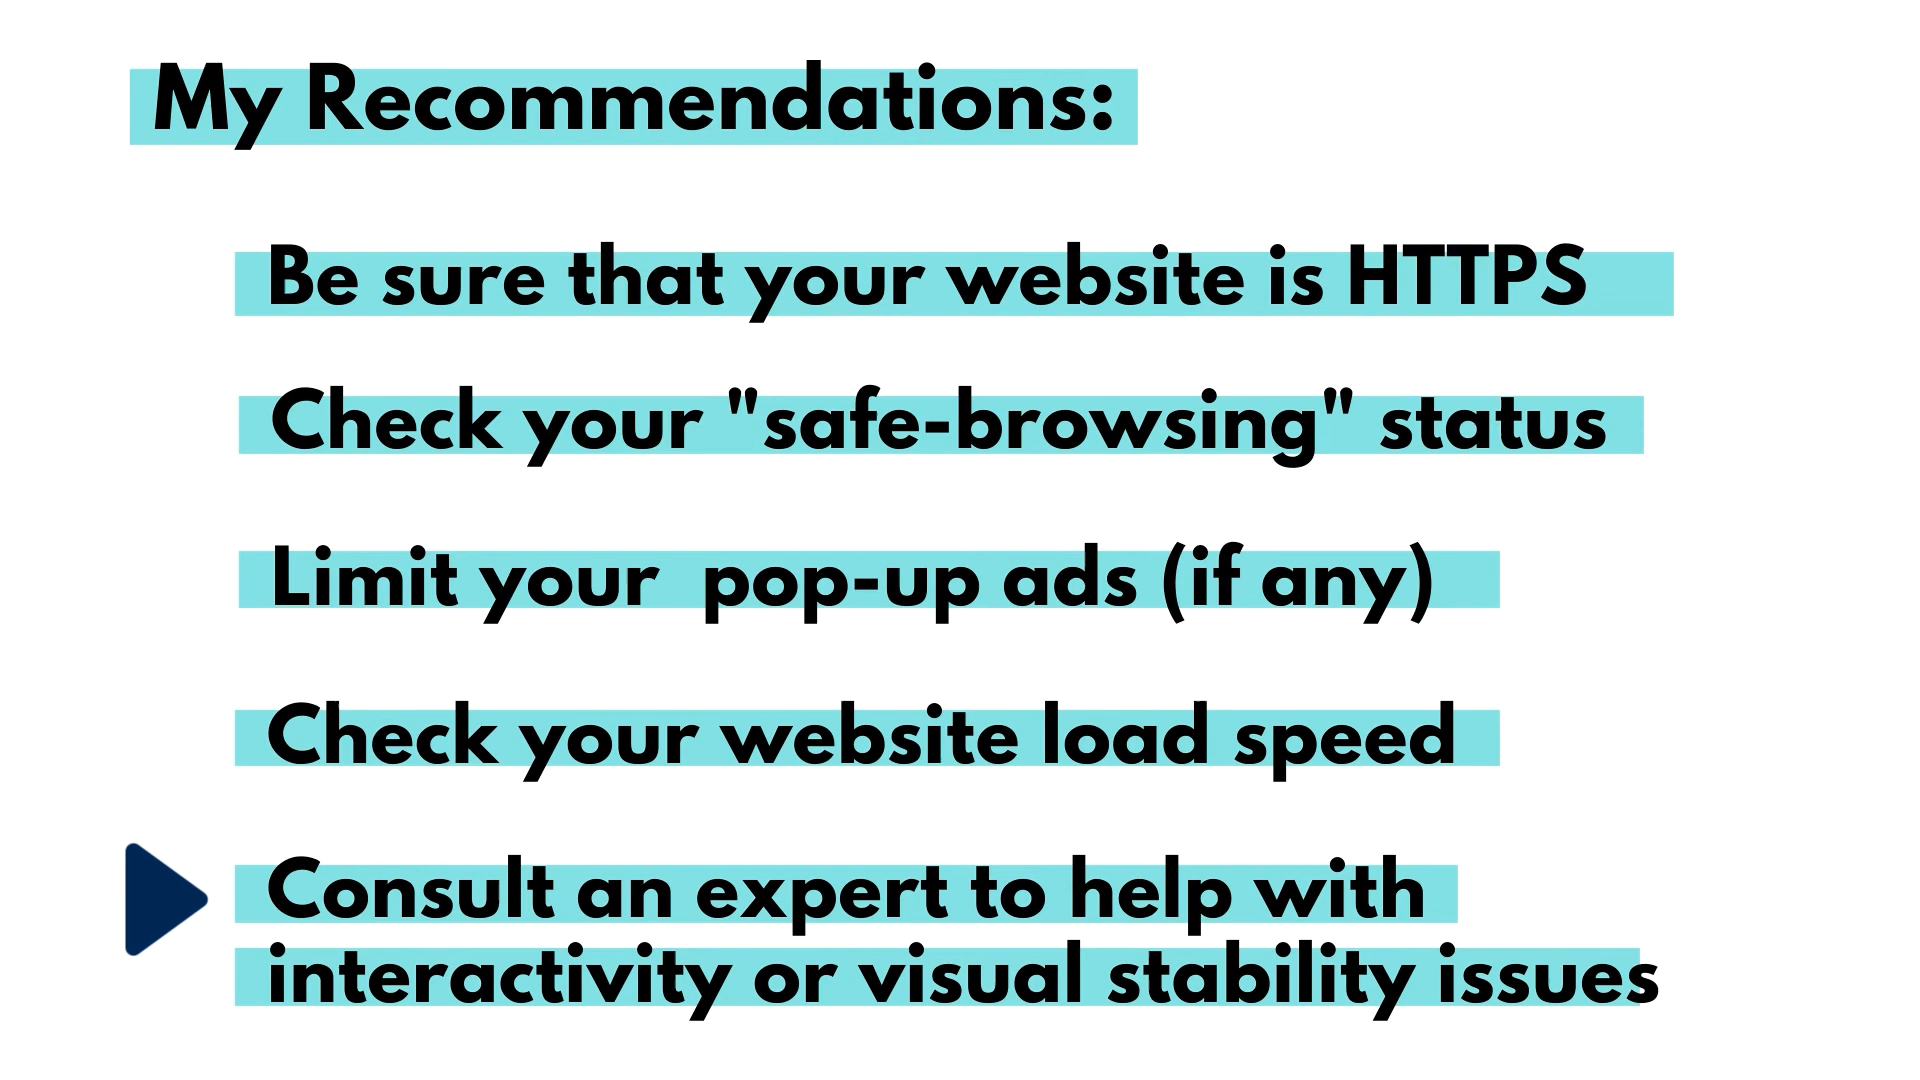 My Recommendations:
Be sure that your website is HTTPS
Check your "safe-browsing" status
Limit your  pop-up ads (if any)
Check your website load speed
Consult an expert to help with
interactivity or visual stability issues